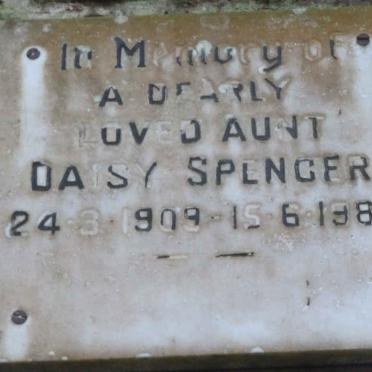 In Memory of
A DEARLY
LOVED AUNT
DAISY SPENCER
24·3·1909-15·6·198